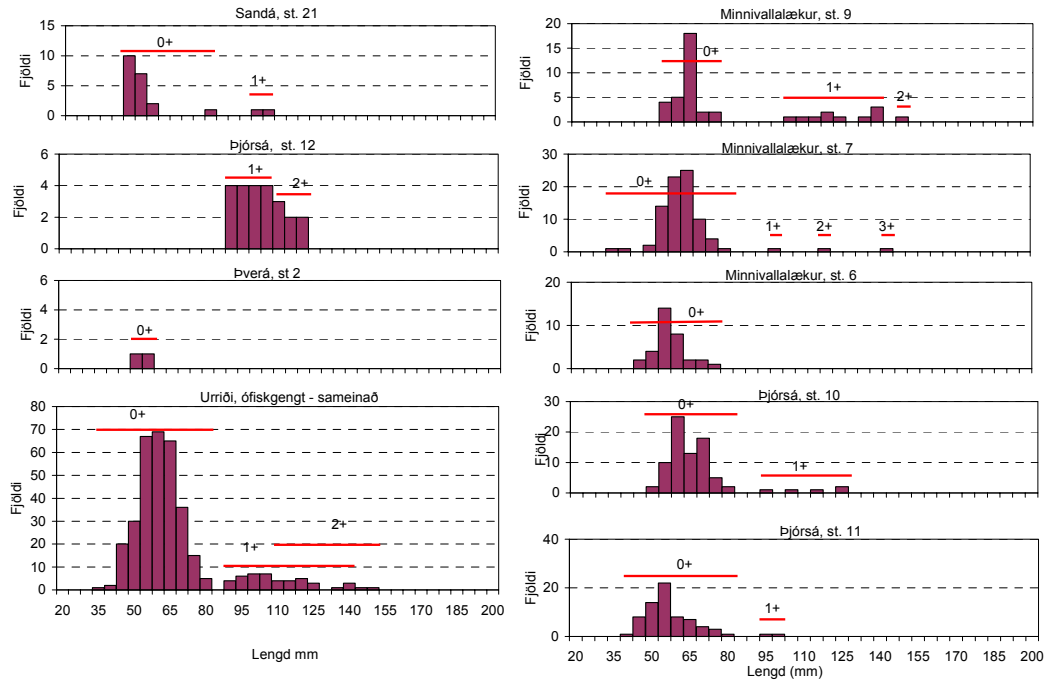 Sandá, st. 21
Fjöldi
15
10
5
0
0+
1+
Þjórsá, st. 12
Fjöldi
6
4
2
0
1+
2+
Þverá, st 2
Fjöldi
6
4
2
0
0+
Urriði, ófiskgengt - sameinað
Fjöldi
80
70
60
50
40
30
20
10
0
0+
1+
2+
20 35 50 65 80 95 110 125 140 155 170 185 200
Lengd mm
Minnivallalækur, st. 9
Fjöldi
20
15
10
5
0
0+
1+
2+
Minnivallalækur, st. 7
Fjöldi
30
20
10
0
0+
1+
2+
3+
Minnivallalækur, st. 6
Fjöldi
20
10
0
0+
Þjórsá, st. 10
Fjöldi
30
20
10
0
0+
1+
Þjórsá, st. 11
Fjöldi
40
20
0
0+
1+
20 35 50 65 80 95 110 125 140 155 170 185 200
Lengd (mm)